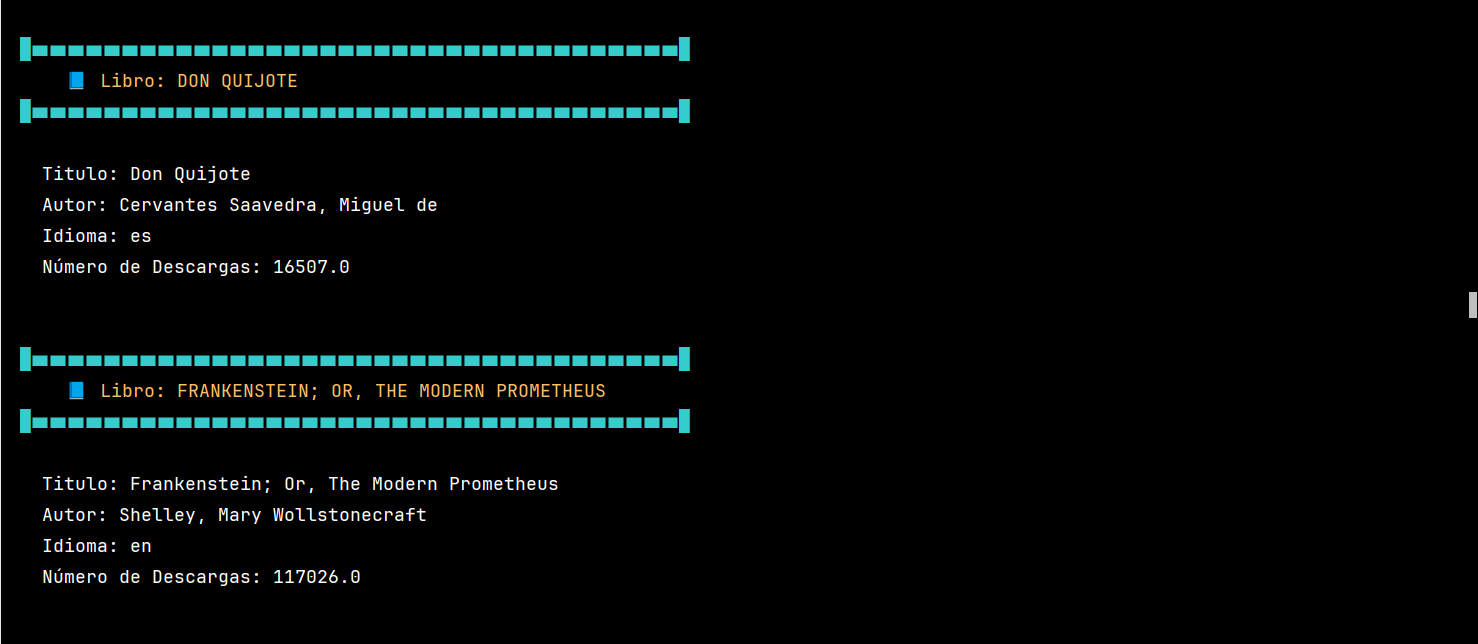 Libro: DON QUIJOTE
Titulo: Don Quijote
Autor: Cervantes Saavedra, Miguel de
Idioma: es
Número de Descargas: 16507.0
Libro: FRANKENSTEIN; OR, THE MODERN PROMETHEUS
Titulo: Frankenstein; Or, The Modern Prometheus
Autor: Shelley, Mary Wollstonecraft
Idioma: en
Número de Descargas: 117026.0